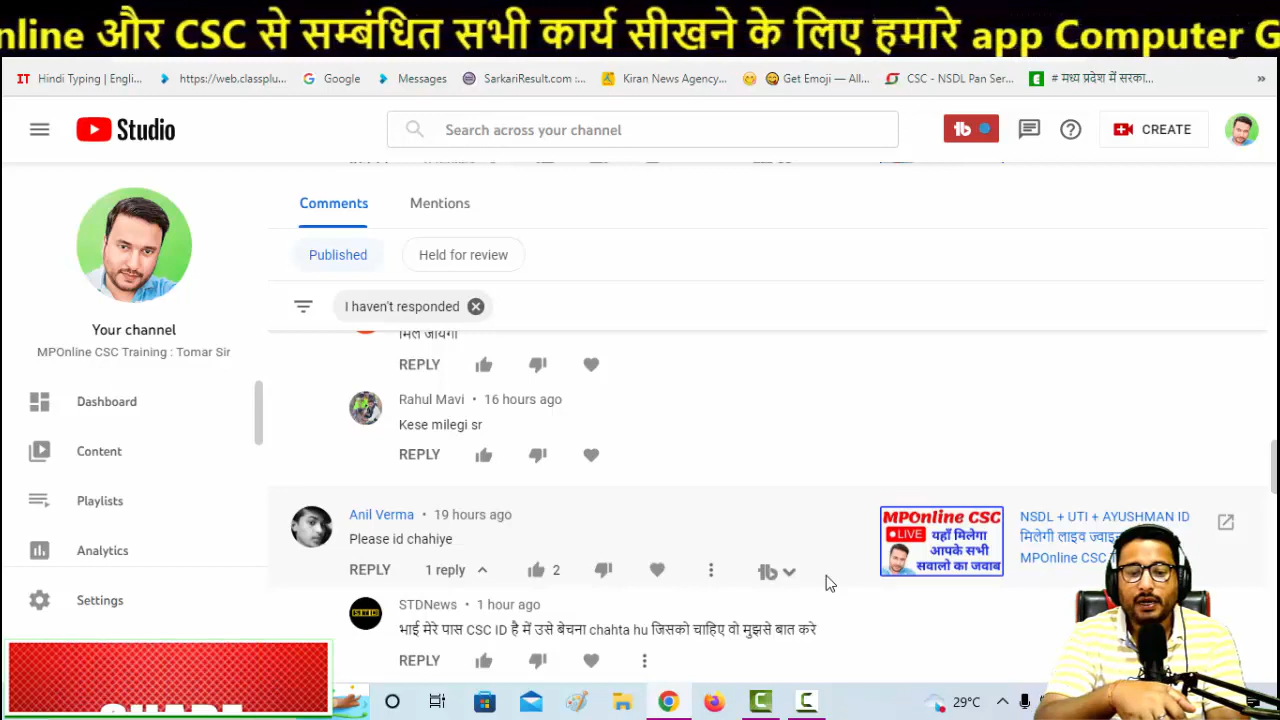 nline और CSC से सम्बंधित सभी कार्य सीखने के लिए हमारे app Computer G
IT Hindi Typing | Engli...
https://web.classplu...
Google
Messages
SarkariResult.com :...
Kiran News Agency...
Get Emoji — All...
CSC - NSDL Pan Ser...
# मध्य प्रदेश में सरका...
»
Studio
Search across your channel
CREATE
Comments
Mentions
Published
Held for review
I haven't responded
Your channel
MPOnline CSC Training : Tomar Sir
Dashboard
Content
Playlists
Analytics
Settings
मिल जायेगी
REPLY
Rahul Mavi • 16 hours ago
Kese milegi sr
REPLY
Anil Verma • 19 hours ago
Please id chahiye
REPLY 1 reply 2
MPOnline CSC
LIVE यहाँ मिलेगा
आपके सभी
सवालो का जवाब
NSDL + UTI + AYUSHMAN ID
मिलेगी लाइव ज्वाइ
MPOnline CSC T
STDNews • 1 hour ago
भाई मेरे पास CSC ID है में उसे बेचना chahta hu जिसको चाहिए वो मुझसे बात करे
REPLY
SHARE
29°C